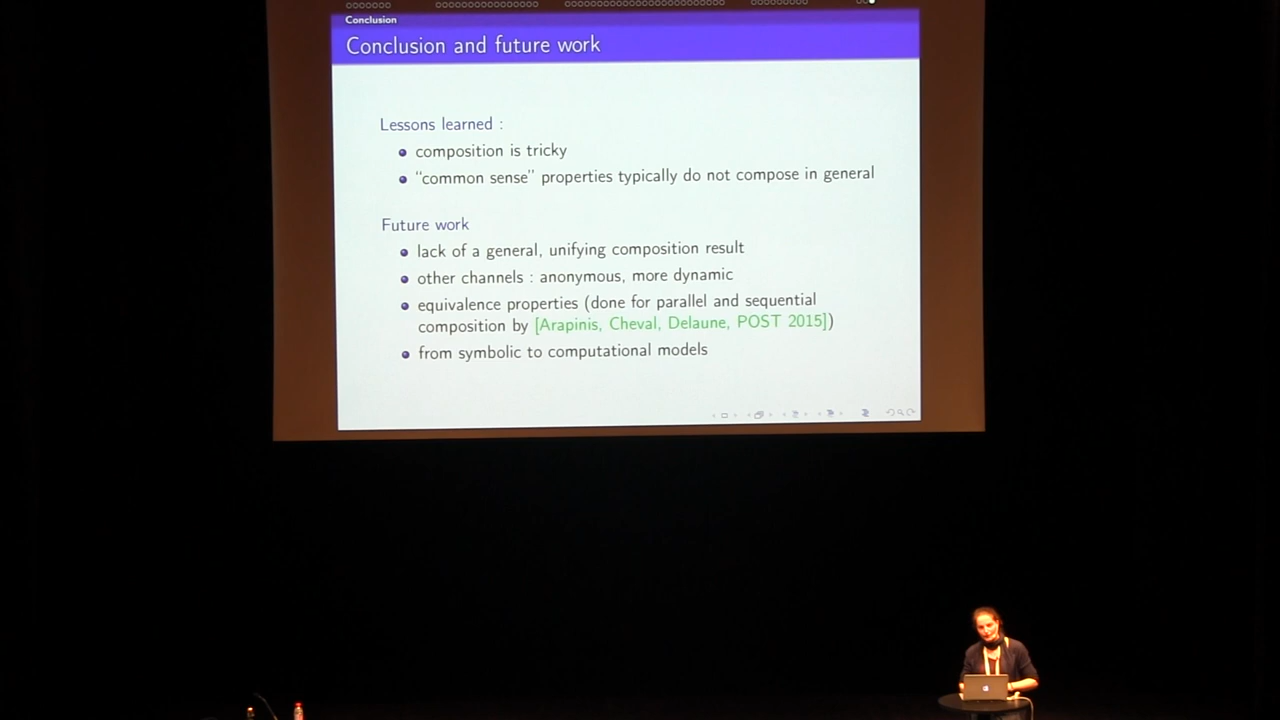 Conclusion
Conclusion and future work
Lessons learned :
composition is tricky
“common sense” properties typically do not compose in general
Future work
lack of a general, unifying composition result
other channels : anonymous, more dynamic
equivalence properties (done for parallel and sequential
composition by [Arapinis, Cheval, Delaune, POST 2015])
from symbolic to computational models